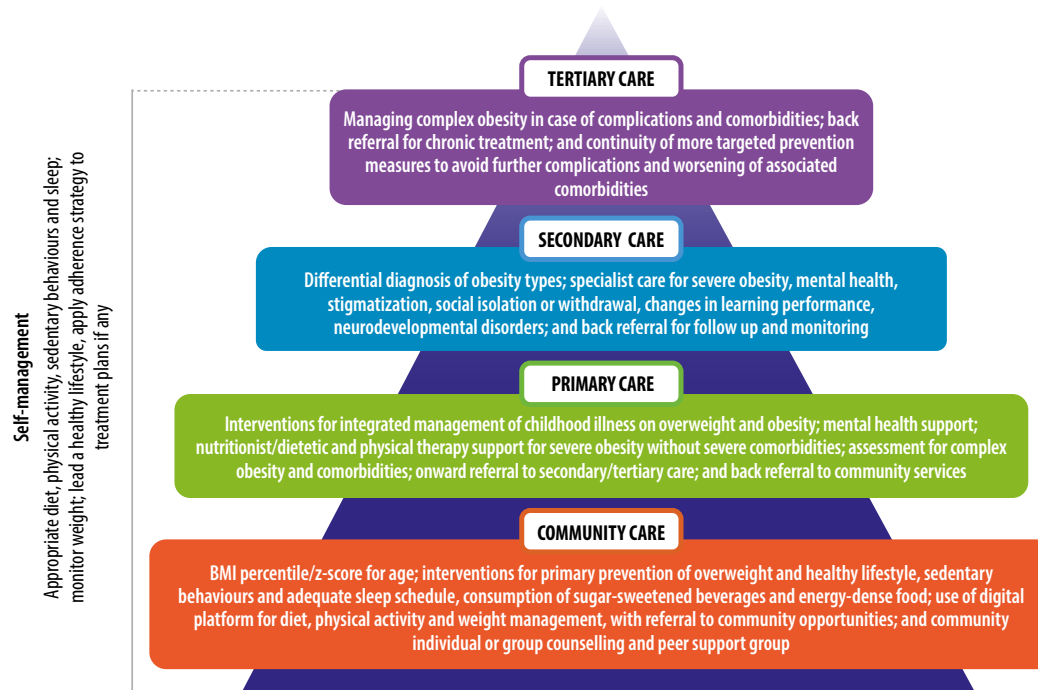 TERTIARY CARE
Managing complex obesity in case of complications and comorbidities; back
referral for chronic treatment; and continuity of more targeted prevention
measures to avoid further complications and worsening of associated
comorbidities
SECONDARY CARE
Differential diagnosis of obesity types; specialist care for severe obesity, mental health,
stigmatization, social isolation or withdrawal, changes in learning performance,
neurodevelopmental disorders; and back referral for follow up and monitoring
PRIMARY CARE
Interventions for integrated management of childhood illness on overweight and obesity; mental health support;
nutritionist/dietetic and physical therapy support for severe obesity without severe comorbidities; assessment for complex
obesity and comorbidities; onward referral to secondary/tertiary care; and back referral to community services
COMMUNITY CARE
BMI percentile/z-score for age; interventions for primary prevention of overweight and healthy lifestyle, sedentary
behaviours and adequate sleep schedule, consumption of sugar-sweetened beverages and energy-dense food; use of digital
platform for diet, physical activity and weight management, with referral to community opportunities; and community
individual or group counselling and peer support group
Self-management
Appropriate diet, physical activity, sedentary behaviours and sleep;
monitor weight; lead a healthy lifestyle, apply adherence strategy to
treatment plans if any